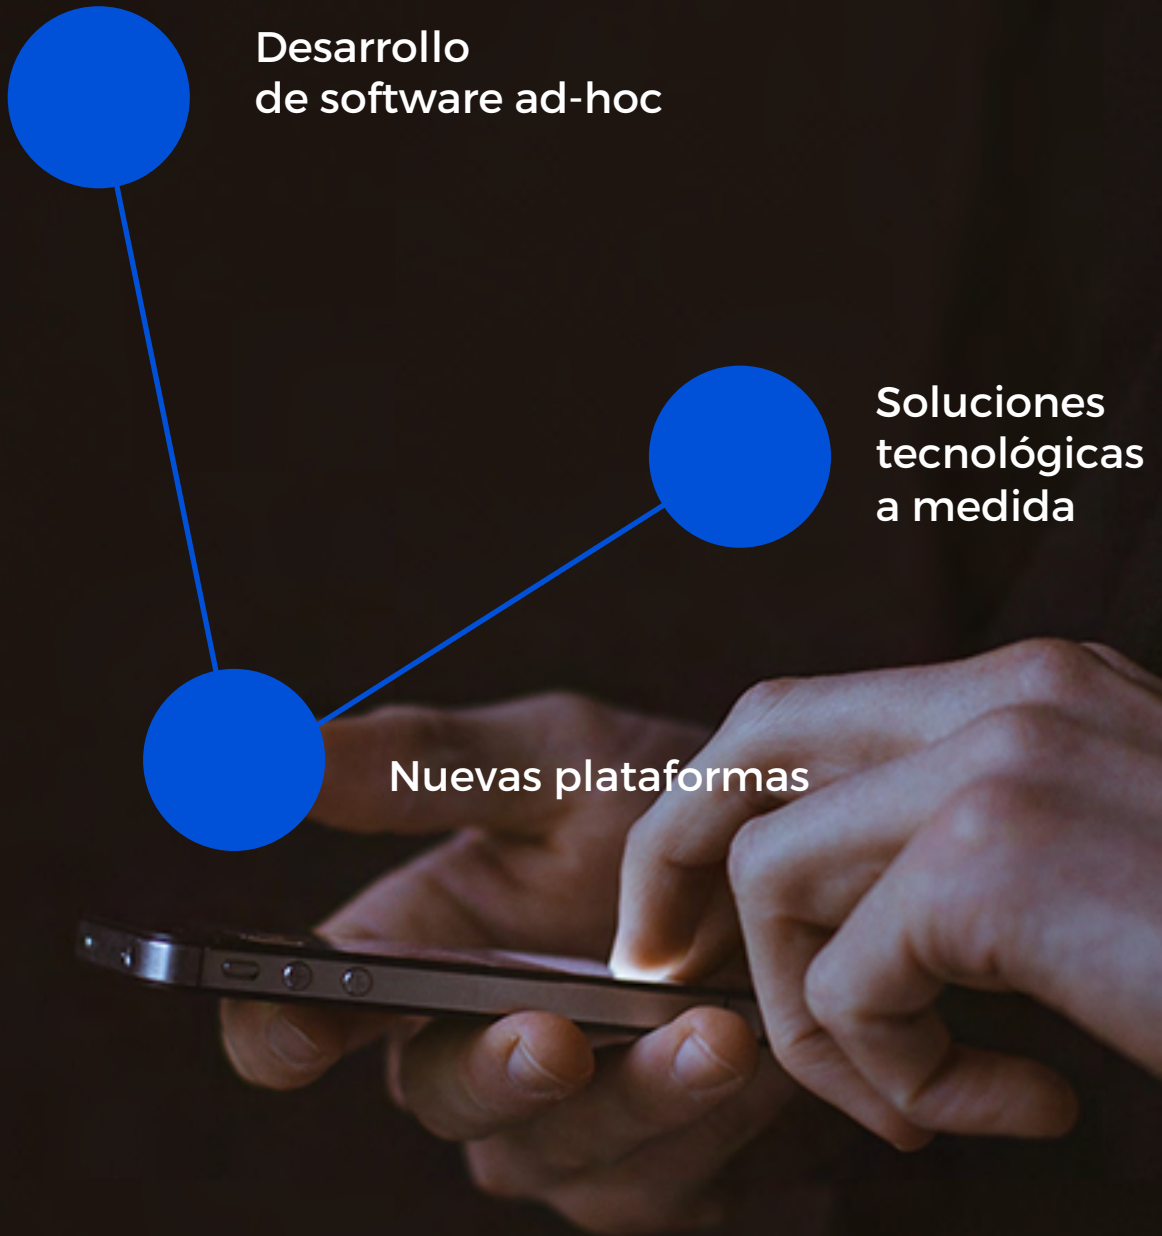 Desarrollo
de software ad-hoc
Soluciones
tecnológicas
a medida
Nuevas plataformas